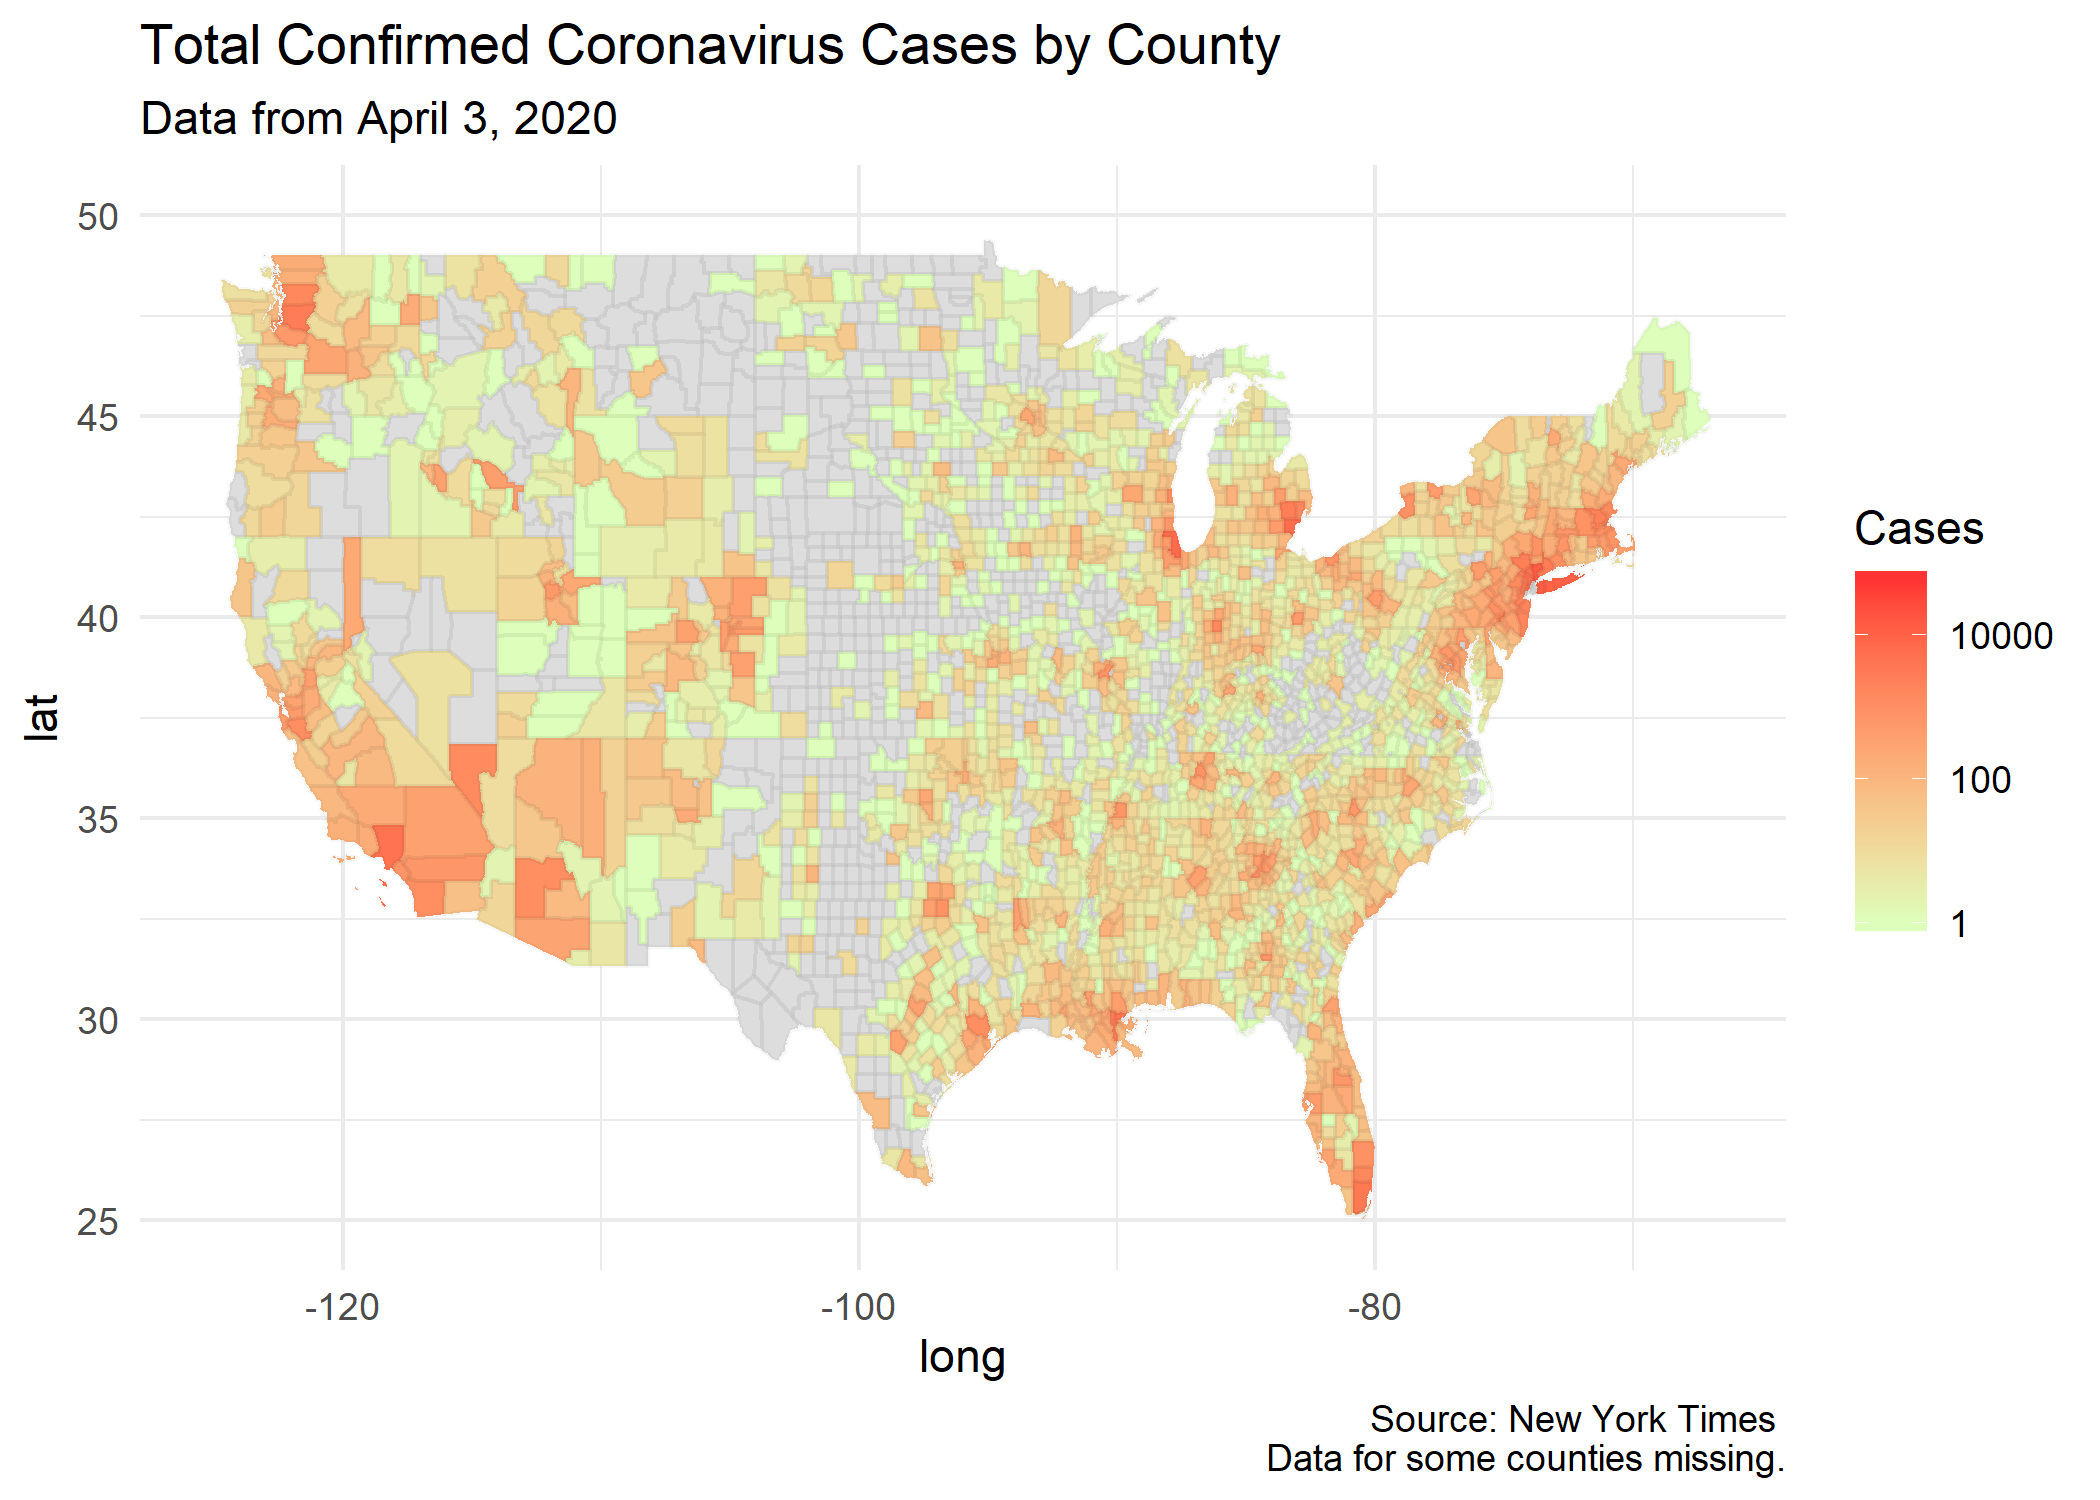 Total Confirmed Coronavirus Cases by County
Data from April 3, 2020
50
45
40
35
30
25
lat
-120
-100
-80
long
Cases
10000
100
1
Source: New York Times
Data for some counties missing.